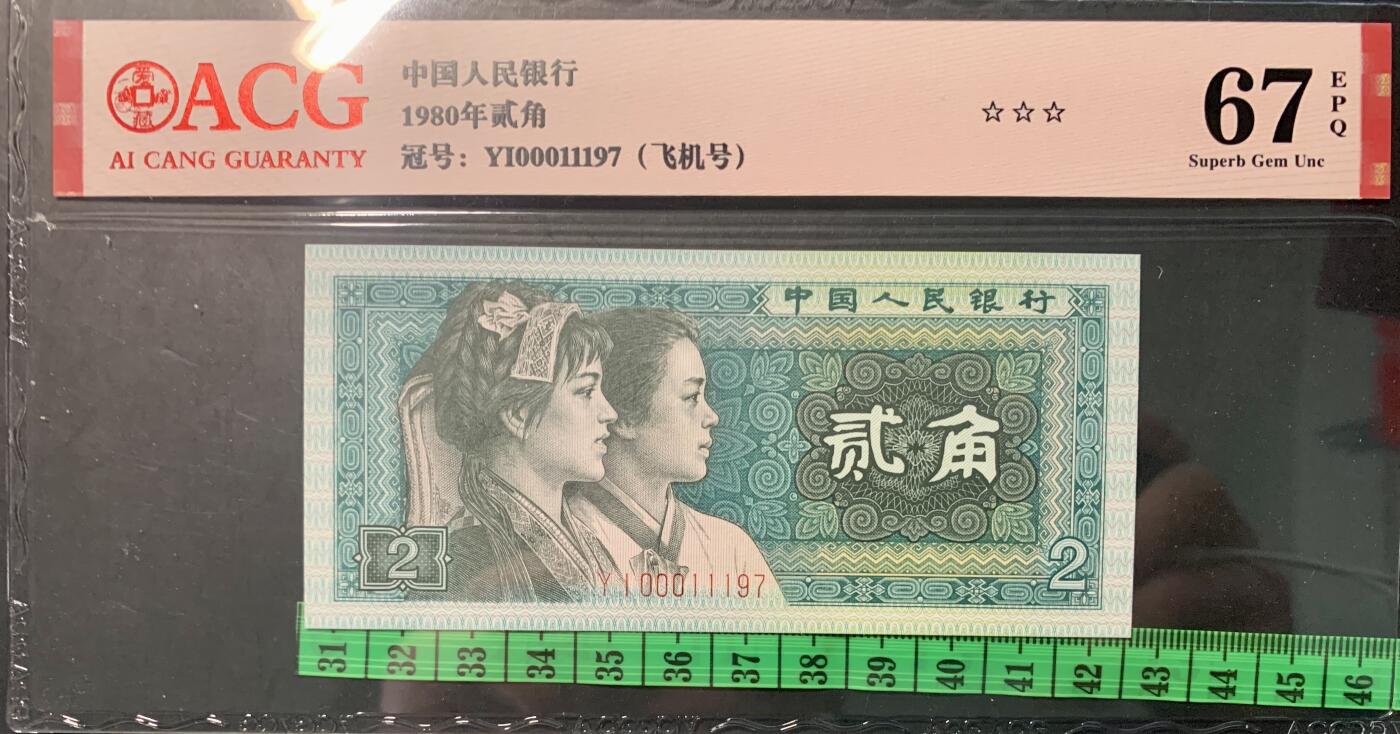 ACG
AI CANG GUARANTY
中国人民银行
1980年贰角
冠号：YI00011197（飞机号）
☆☆☆
67
EPQ
Superb Gem Unc
中国人民银行
贰角
2
2
YI00011197
31 32 33 34 35 36 37 38 39 40 41 42 43 44 45 46